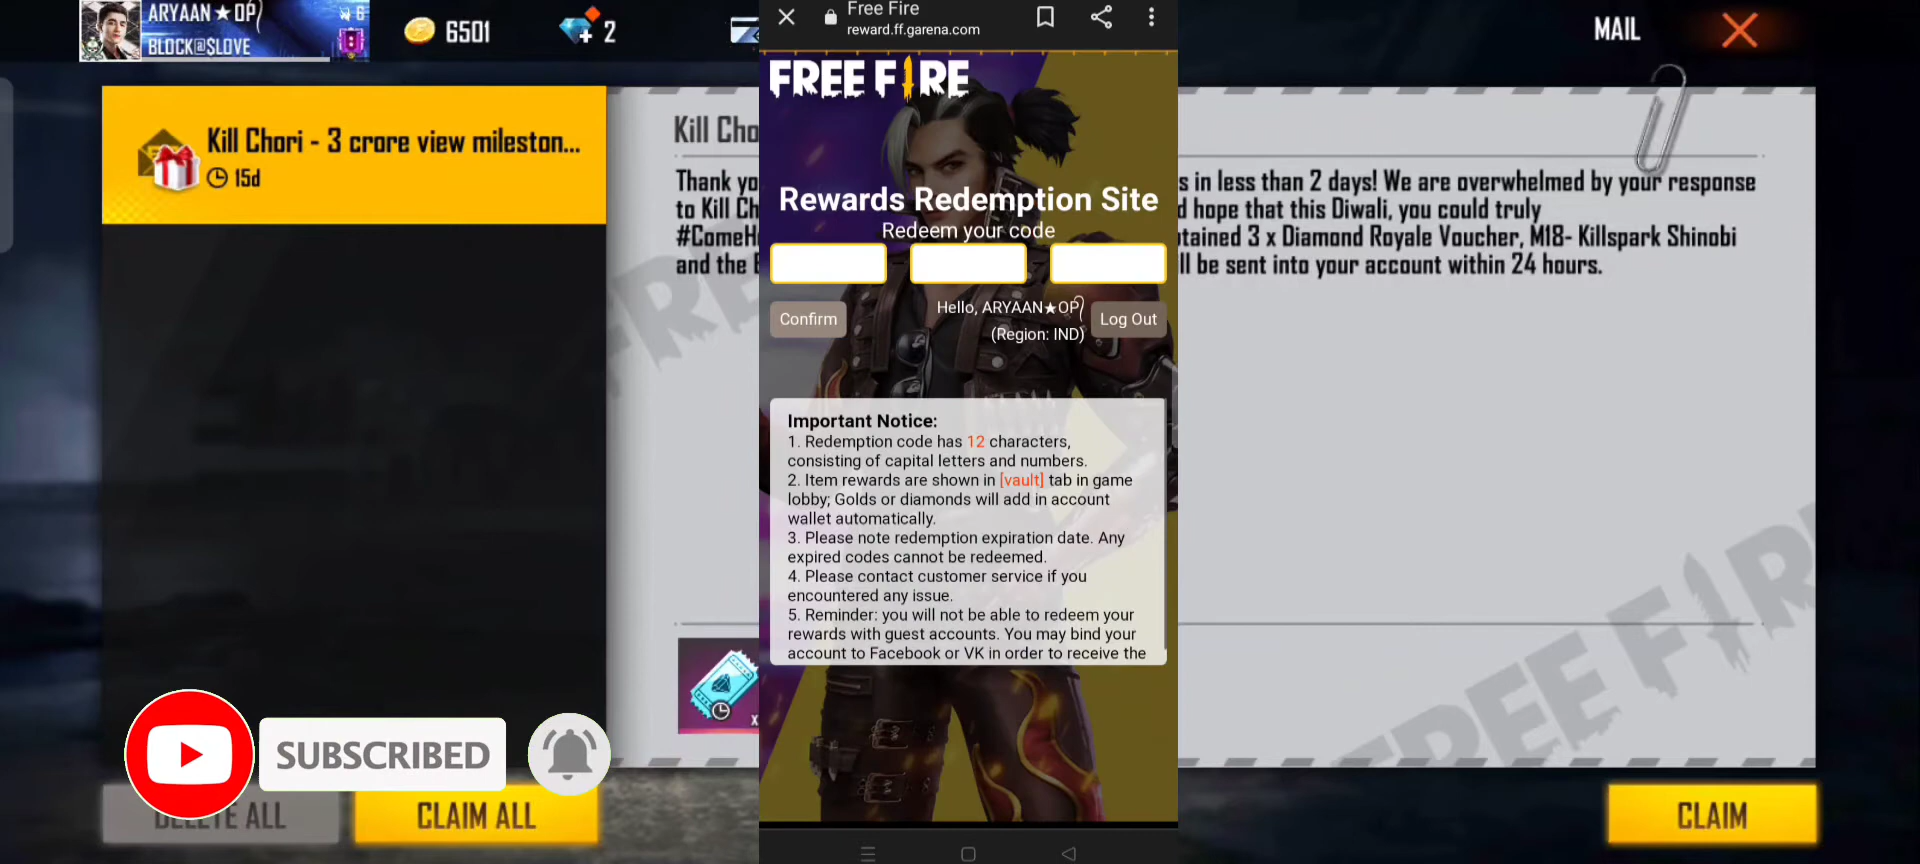 ARYAAN★OP
BLOCK@$LOVE
6
6501
2
MAIL
Kill Chori - 3 crore view mileston...
15d
Kill Cho
Thank yo
to Kill Ch
#ComeH
and the
s in less than 2 days! We are overwhelmed by your response
d hope that this Diwali, you could truly
tained 3 x Diamond Royale Voucher, M18- Killspark Shinobi
ll be sent into your account within 24 hours.
Free Fire
reward.ff.garena.com
FREE FIRE
Rewards Redemption Site
Redeem your code
Confirm
Hello, ARYAAN★OP
(Region: IND)
Log Out
Important Notice:
1. Redemption code has 12 characters,
consisting of capital letters and numbers.
2. Item rewards are shown in [vault] tab in game
lobby; Golds or diamonds will add in account
wallet automatically.
3. Please note redemption expiration date. Any
expired codes cannot be redeemed.
4. Please contact customer service if you
encountered any issue.
5. Reminder: you will not be able to redeem your
rewards with guest accounts. You may bind your
account to Facebook or VK in order to receive the
FREE FIRE
x
SUBSCRIBED
DELETE ALL
CLAIM ALL
CLAIM